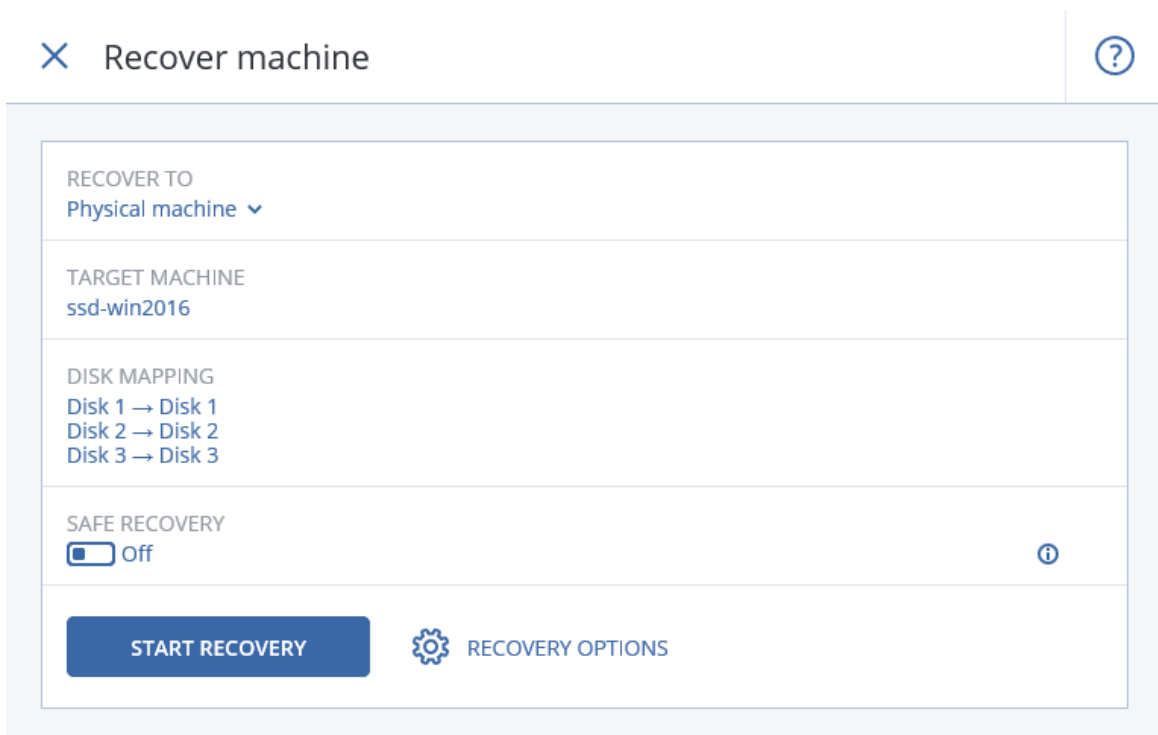 Recover machine
RECOVER TO
Physical machine
TARGET MACHINE
ssd-win2016
DISK MAPPING
Disk 1 → Disk 1
Disk 2 → Disk 2
Disk 3 → Disk 3
SAFE RECOVERY
Off
START RECOVERY RECOVERY OPTIONS